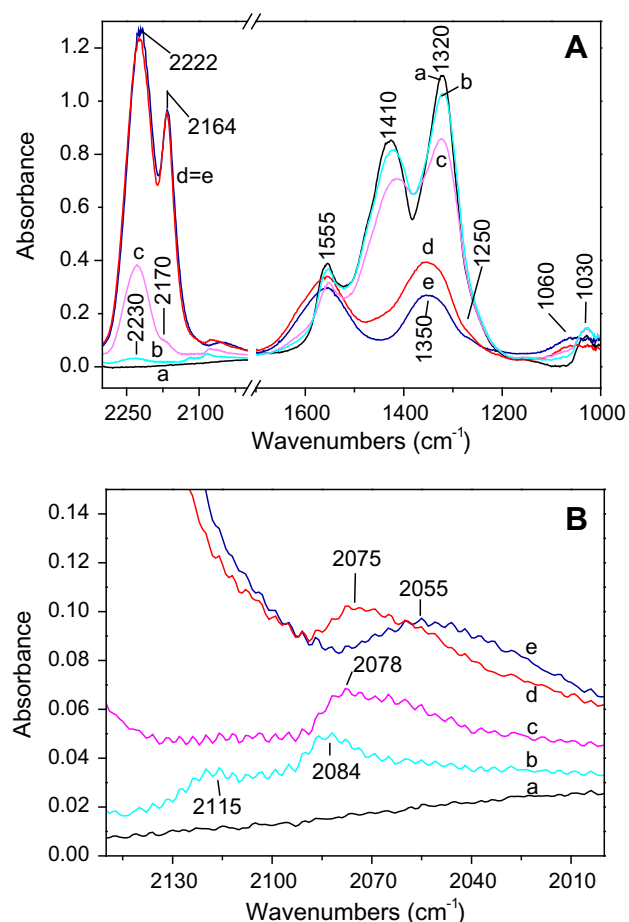 A
1.2
1.0
0.8
0.6
0.4
0.2
0.0
Absorbance
2222
2164
d=e
c
2170
2230
b
a
1555
1410
1320
a
b
c
d
e
1350
1250
1060
1030
2250
2100
1600
1400
1200
1000
Wavenumbers (cm⁻¹)
B
0.14
0.12
0.10
0.08
0.06
0.04
0.02
0.00
Absorbance
2075
2055
e
d
2078
c
2084
b
2115
a
2130
2100
2070
2040
2010
Wavenumbers (cm⁻¹)